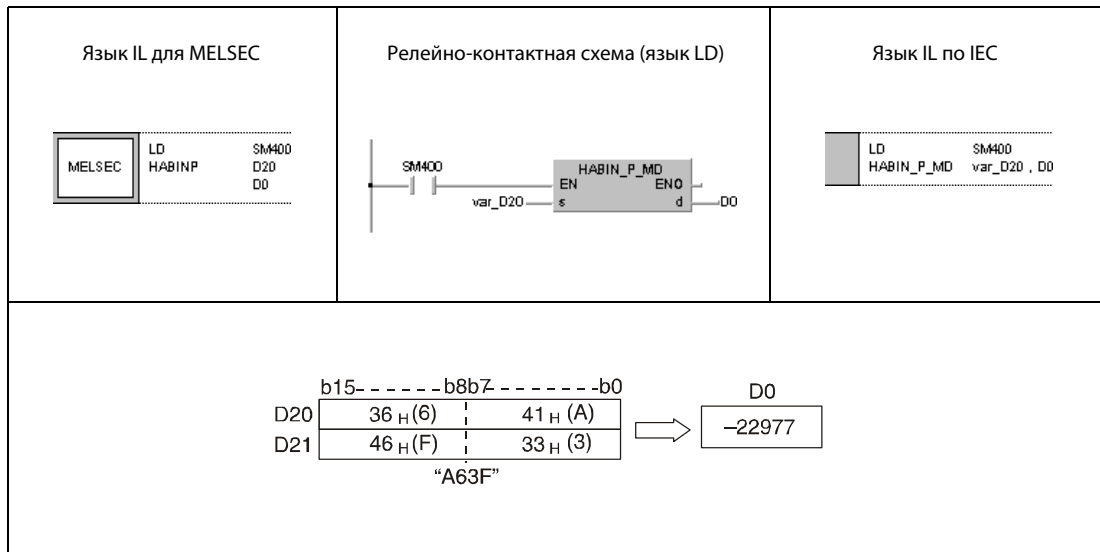 Язык IL для MELSEC
MELSEC
LD SM400
HABINP D20
D0
Релейно-контактная схема (язык LD)
SM400
HABIN_P_MD
EN ENO
var_D20 s d D0
Язык IL по IEC
LD SM400
HABIN_P_MD var_D20 , D0
b15- - - - - - b8b7- - - - - - - - -b0
D20 36 H (6) 41 H (A)
D21 46 H (F) 33 H (3)
“A63F”
D0
–22977